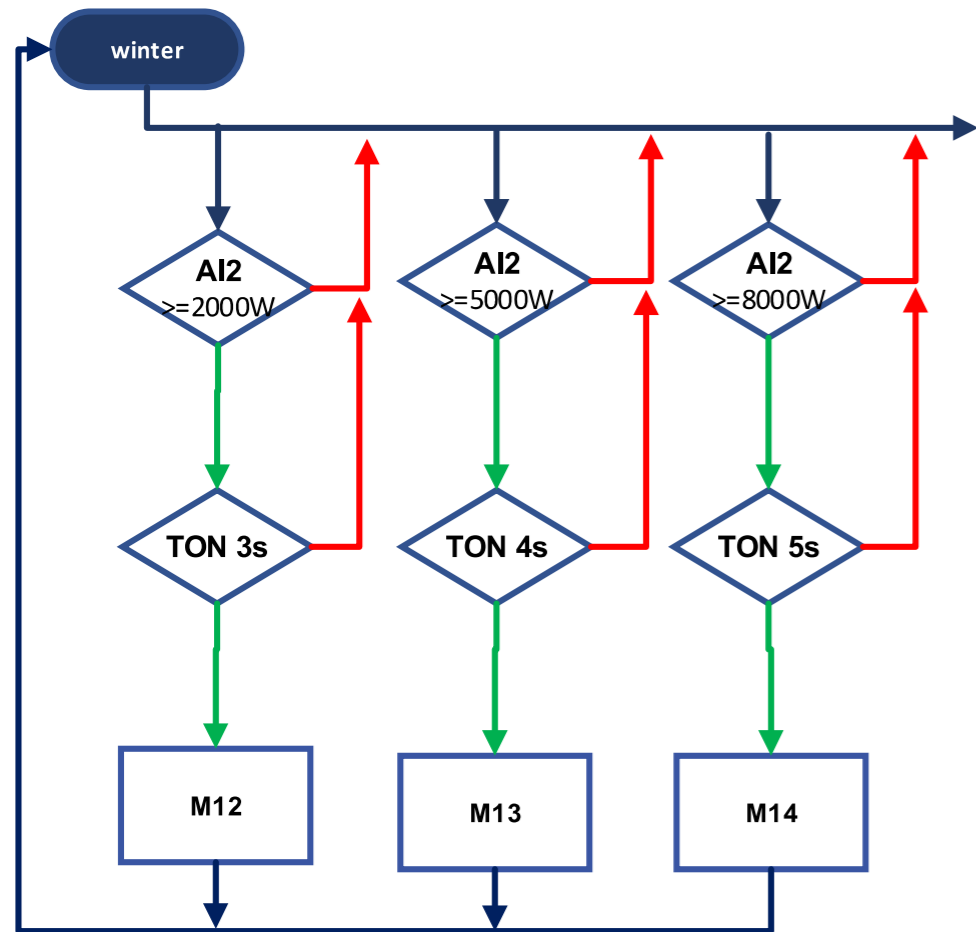 winter
AI2
>=2000W
AI2
>=5000W
AI2
>=8000W
TON 3s
TON 4s
TON 5s
M12
M13
M14